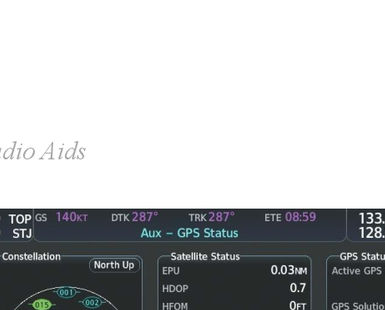 dio Aids
TOP GS 140KT DTK 287° TRK 287° ETE 08:59 133.
STJ Aux – GPS Status 128.
Constellation Satellite Status GPS Statu
North Up EPU 0.03NM Active GPS
001 HDOP 0.7
015 002 HFOM 0FT GPS Solutio